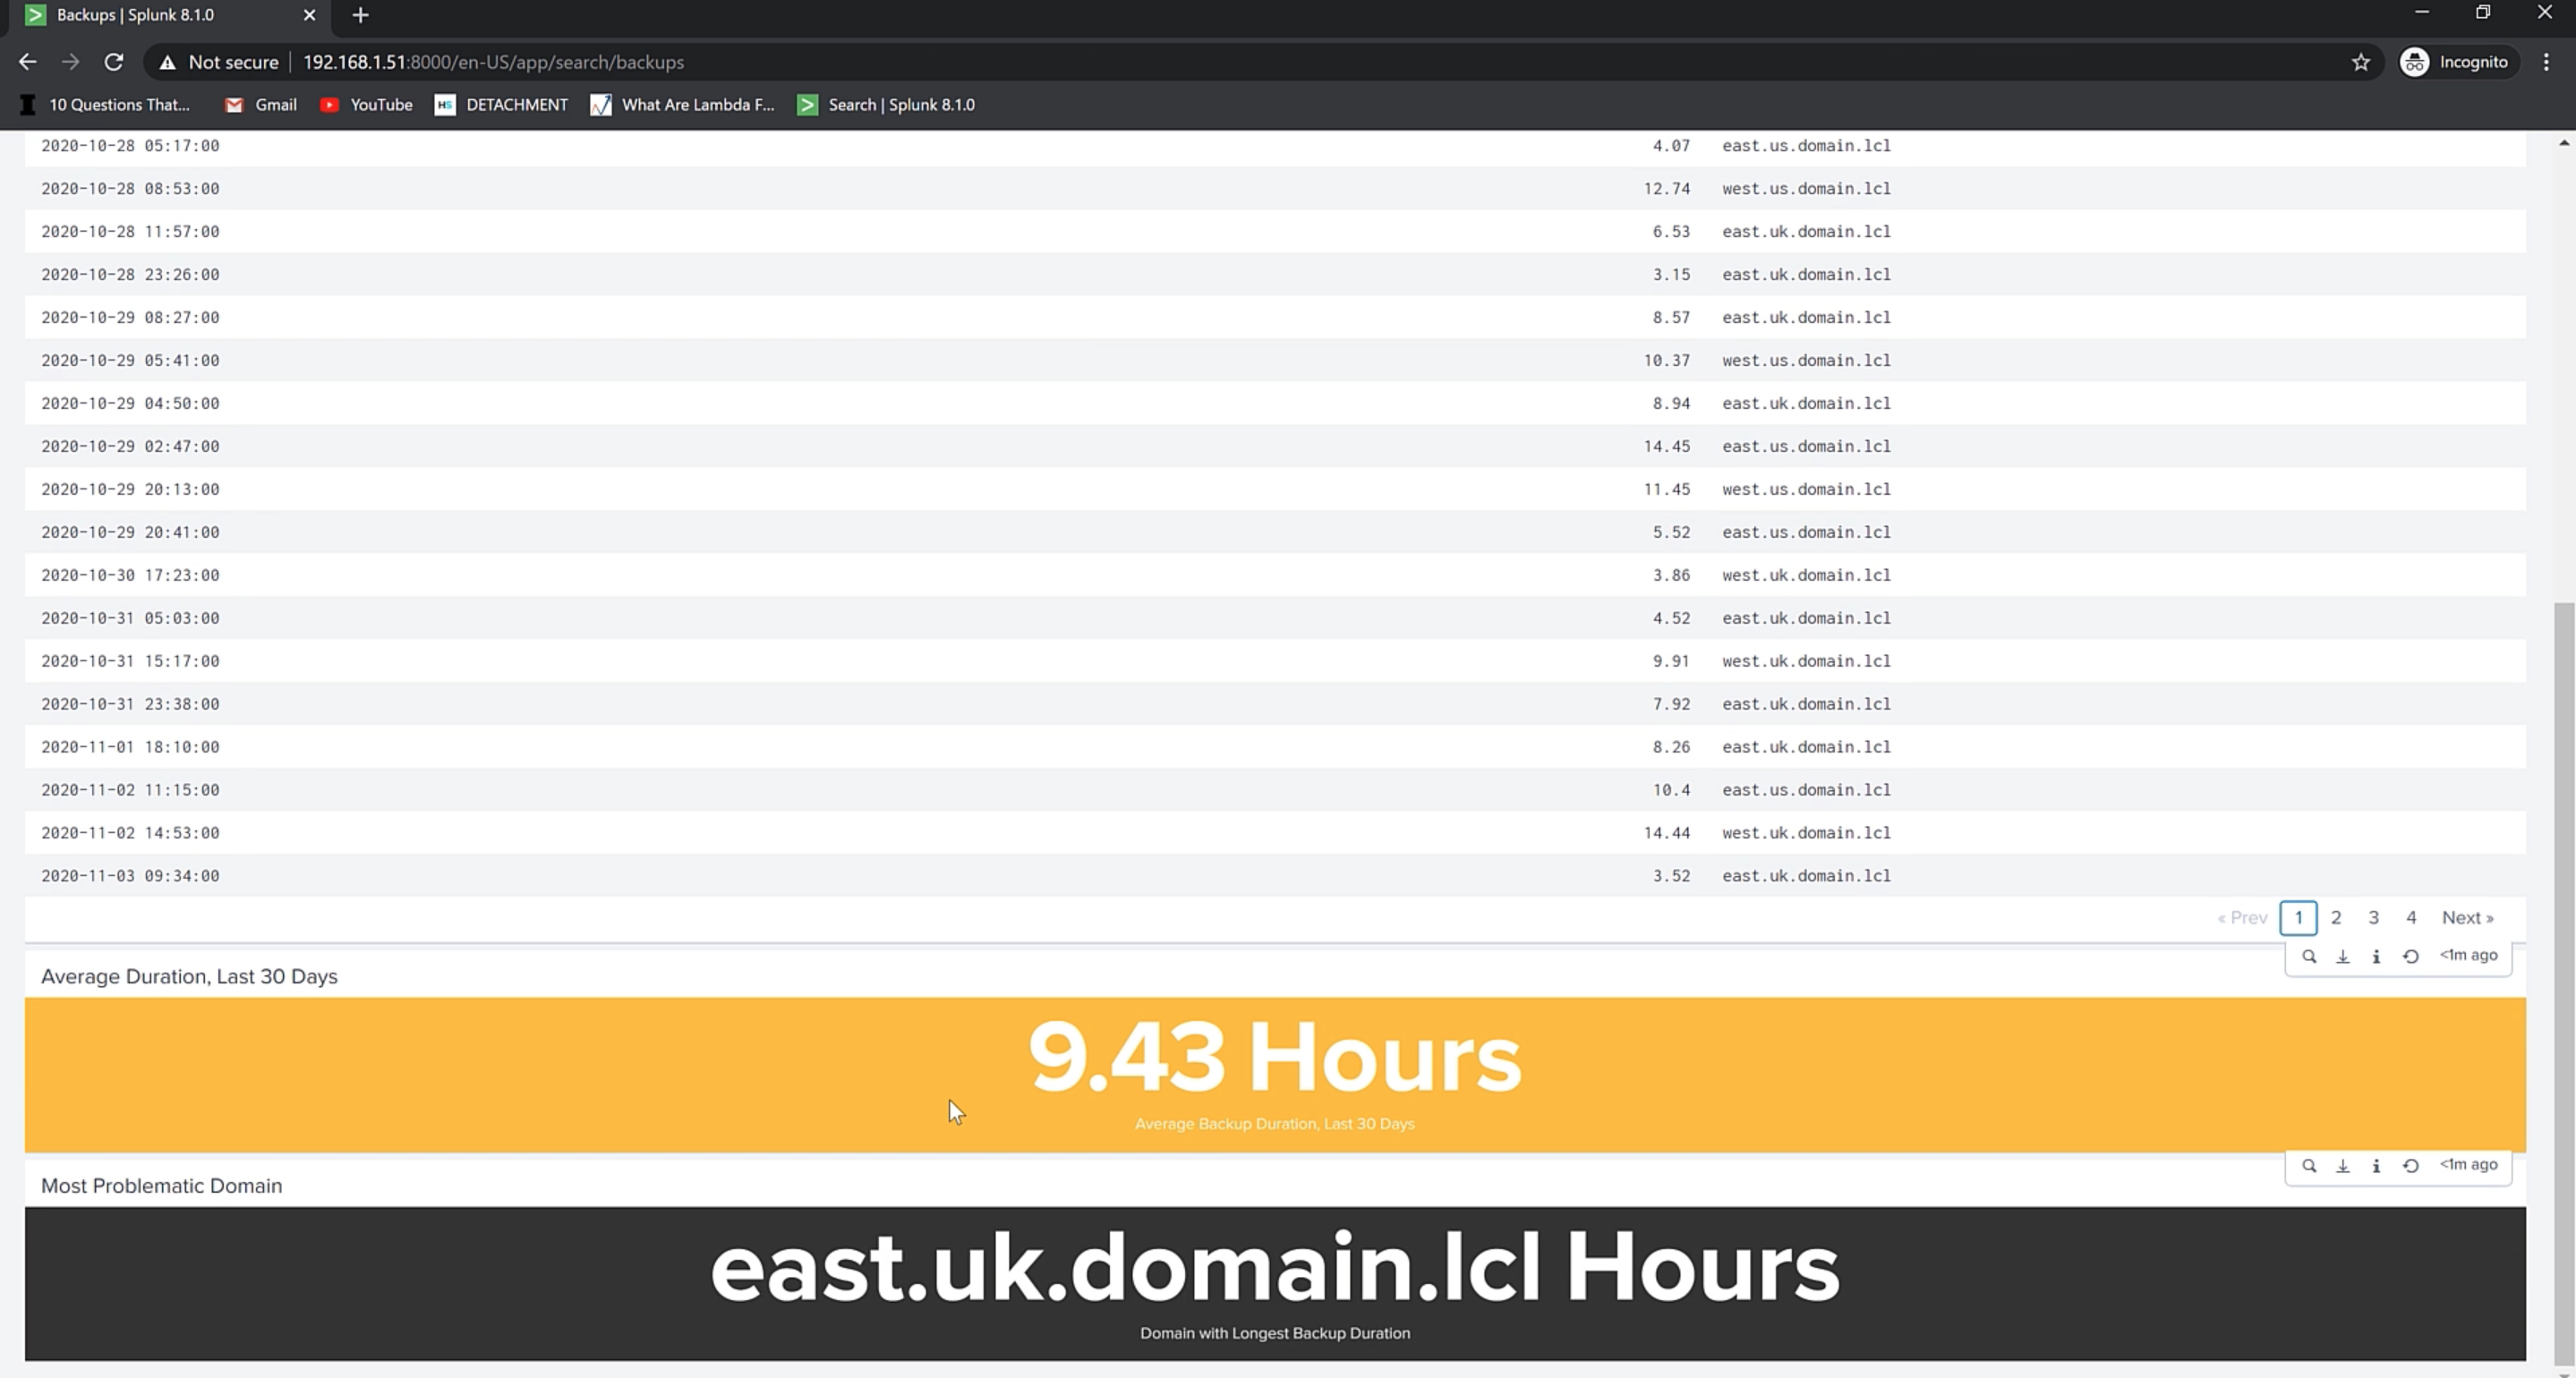 Backups | Splunk 8.1.0
Not secure | 192.168.1.51:8000/en-US/app/search/backups
Incognito
10 Questions That... Gmail YouTube HS DETACHMENT What Are Lambda F... Search | Splunk 8.1.0
2020-10-28 05:17:00 4.07 east.us.domain.lcl
2020-10-28 08:53:00 12.74 west.us.domain.lcl
2020-10-28 11:57:00 6.53 east.uk.domain.lcl
2020-10-28 23:26:00 3.15 east.uk.domain.lcl
2020-10-29 08:27:00 8.57 east.uk.domain.lcl
2020-10-29 05:41:00 10.37 west.us.domain.lcl
2020-10-29 04:50:00 8.94 east.uk.domain.lcl
2020-10-29 02:47:00 14.45 east.us.domain.lcl
2020-10-29 20:13:00 11.45 west.us.domain.lcl
2020-10-29 20:41:00 5.52 east.us.domain.lcl
2020-10-30 17:23:00 3.86 west.uk.domain.lcl
2020-10-31 05:03:00 4.52 east.uk.domain.lcl
2020-10-31 15:17:00 9.91 west.uk.domain.lcl
2020-10-31 23:38:00 7.92 east.uk.domain.lcl
2020-11-01 18:10:00 8.26 east.uk.domain.lcl
2020-11-02 11:15:00 10.4 east.us.domain.lcl
2020-11-02 14:53:00 14.44 west.uk.domain.lcl
2020-11-03 09:34:00 3.52 east.uk.domain.lcl
« Prev 1 2 3 4 Next »
<1m ago
Average Duration, Last 30 Days
9.43 Hours
Average Backup Duration, Last 30 Days
<1m ago
Most Problematic Domain
east.uk.domain.lcl Hours
Domain with Longest Backup Duration